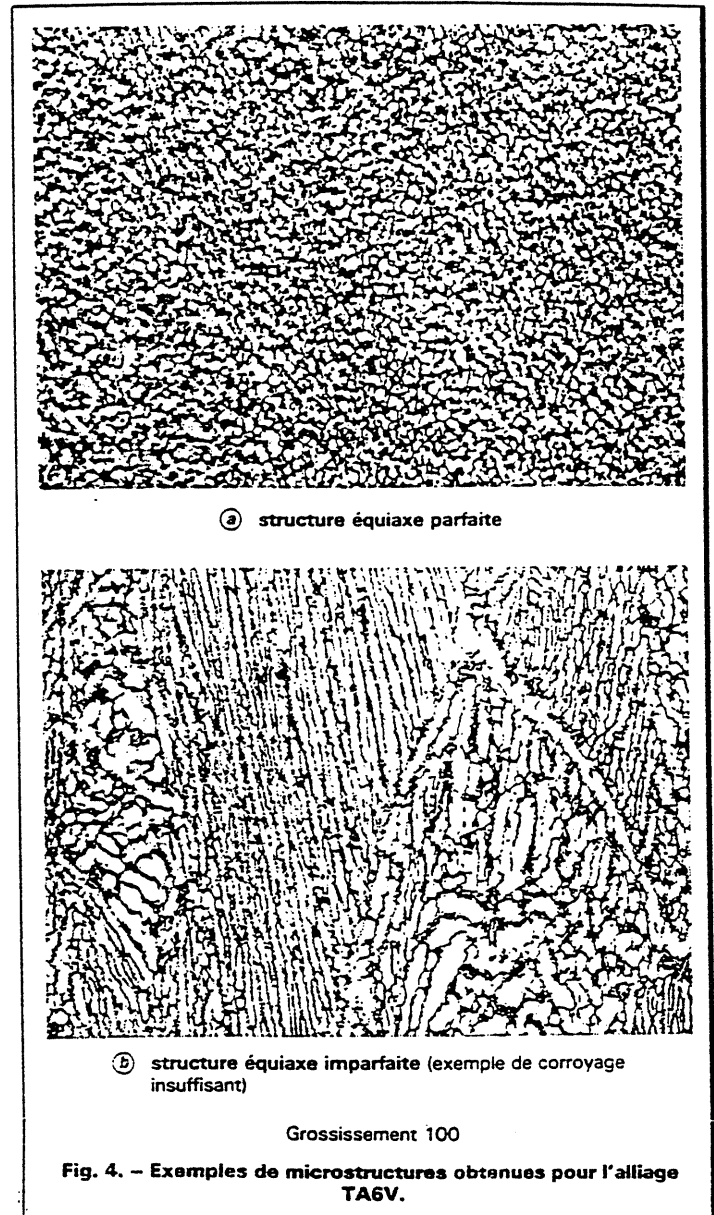 ⓐ structure équiaxe parfaite
ⓑ structure équiaxe imparfaite (exemple de corroyage
insuffisant)
Grossissement 100
Fig. 4. – Exemples de microstructures obtenues pour l'alliage
TA6V.